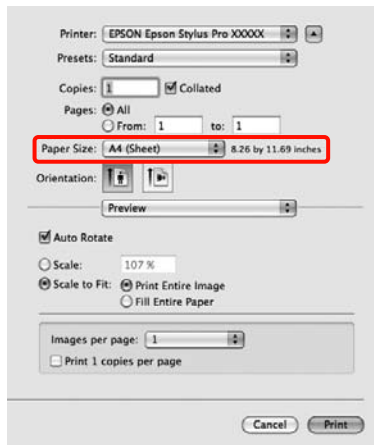 Printer: EPSON Epson Stylus Pro XXXXX
Presets: Standard
Copies: 1 Collated
Pages: All
From: 1 to: 1
Paper Size: A4 (Sheet) 8.26 by 11.69 inches
Orientation:
Preview
Auto Rotate
Scale: 107 %
Scale to Fit: Print Entire Image
Fill Entire Paper
Images per page: 1
Print 1 copies per page
Cancel Print